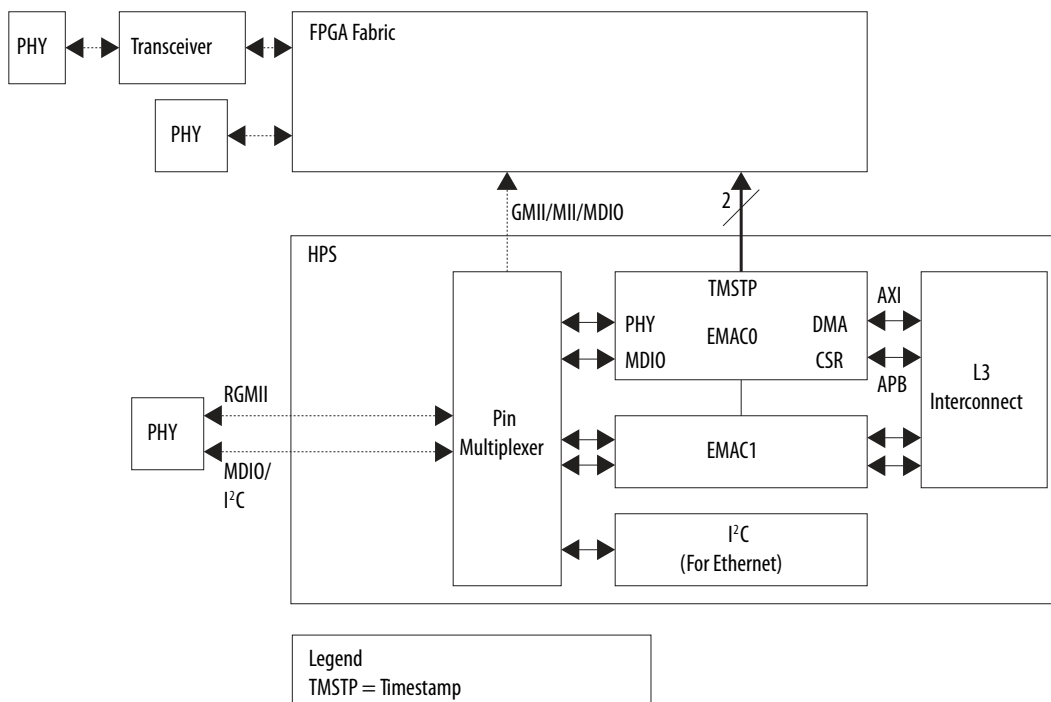 PHY
Transceiver
FPGA Fabric
PHY
GMII/MII/MDIO
2
HPS
TMSTP
AXI
PHY
EMAC0
DMA
MDIO
CSR
APB
L3
Interconnect
RGMII
PHY
Pin
Multiplexer
EMAC1
MDIO/
I²C
I²C
(For Ethernet)
Legend
TMSTP = Timestamp